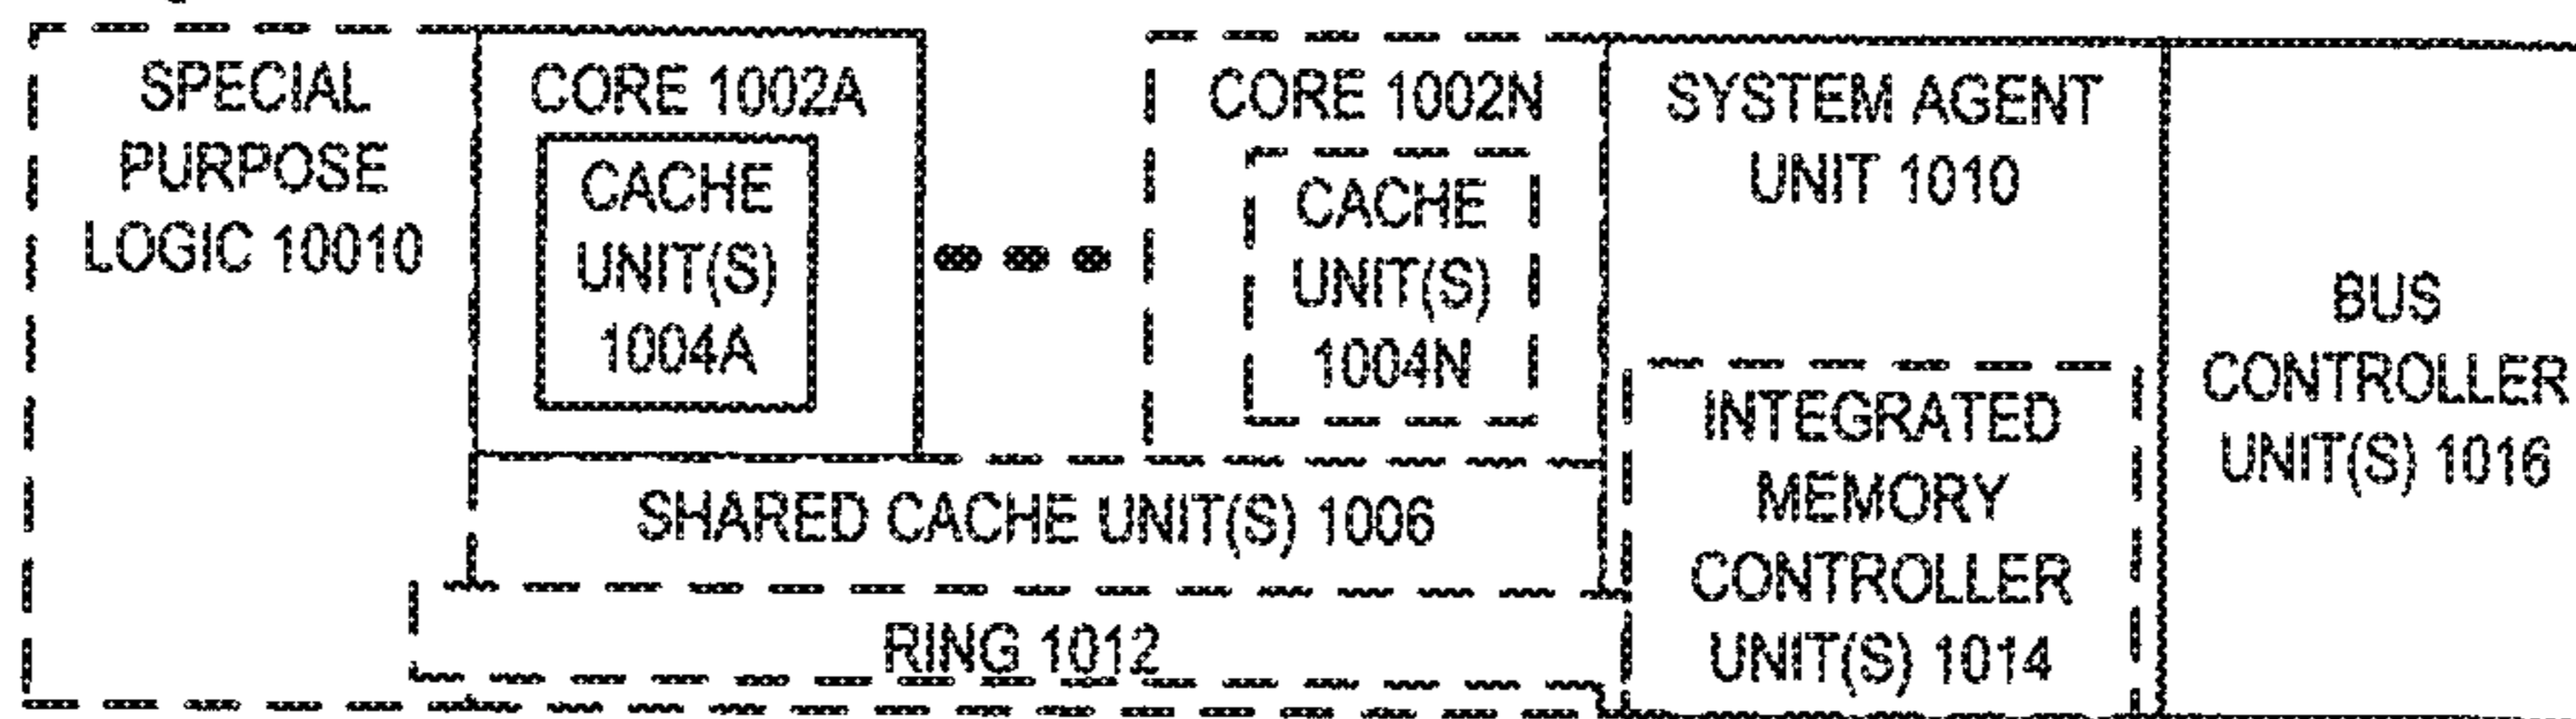 SPECIAL
PURPOSE
LOGIC 10010
CORE 1002A
CACHE
UNIT(S)
1004A
CORE 1002N
CACHE
UNIT(S)
1004N
SYSTEM AGENT
UNIT 1010
INTEGRATED
MEMORY
CONTROLLER
UNIT(S) 1014
BUS
CONTROLLER
UNIT(S) 1016
SHARED CACHE UNIT(S) 1006
RING 1012